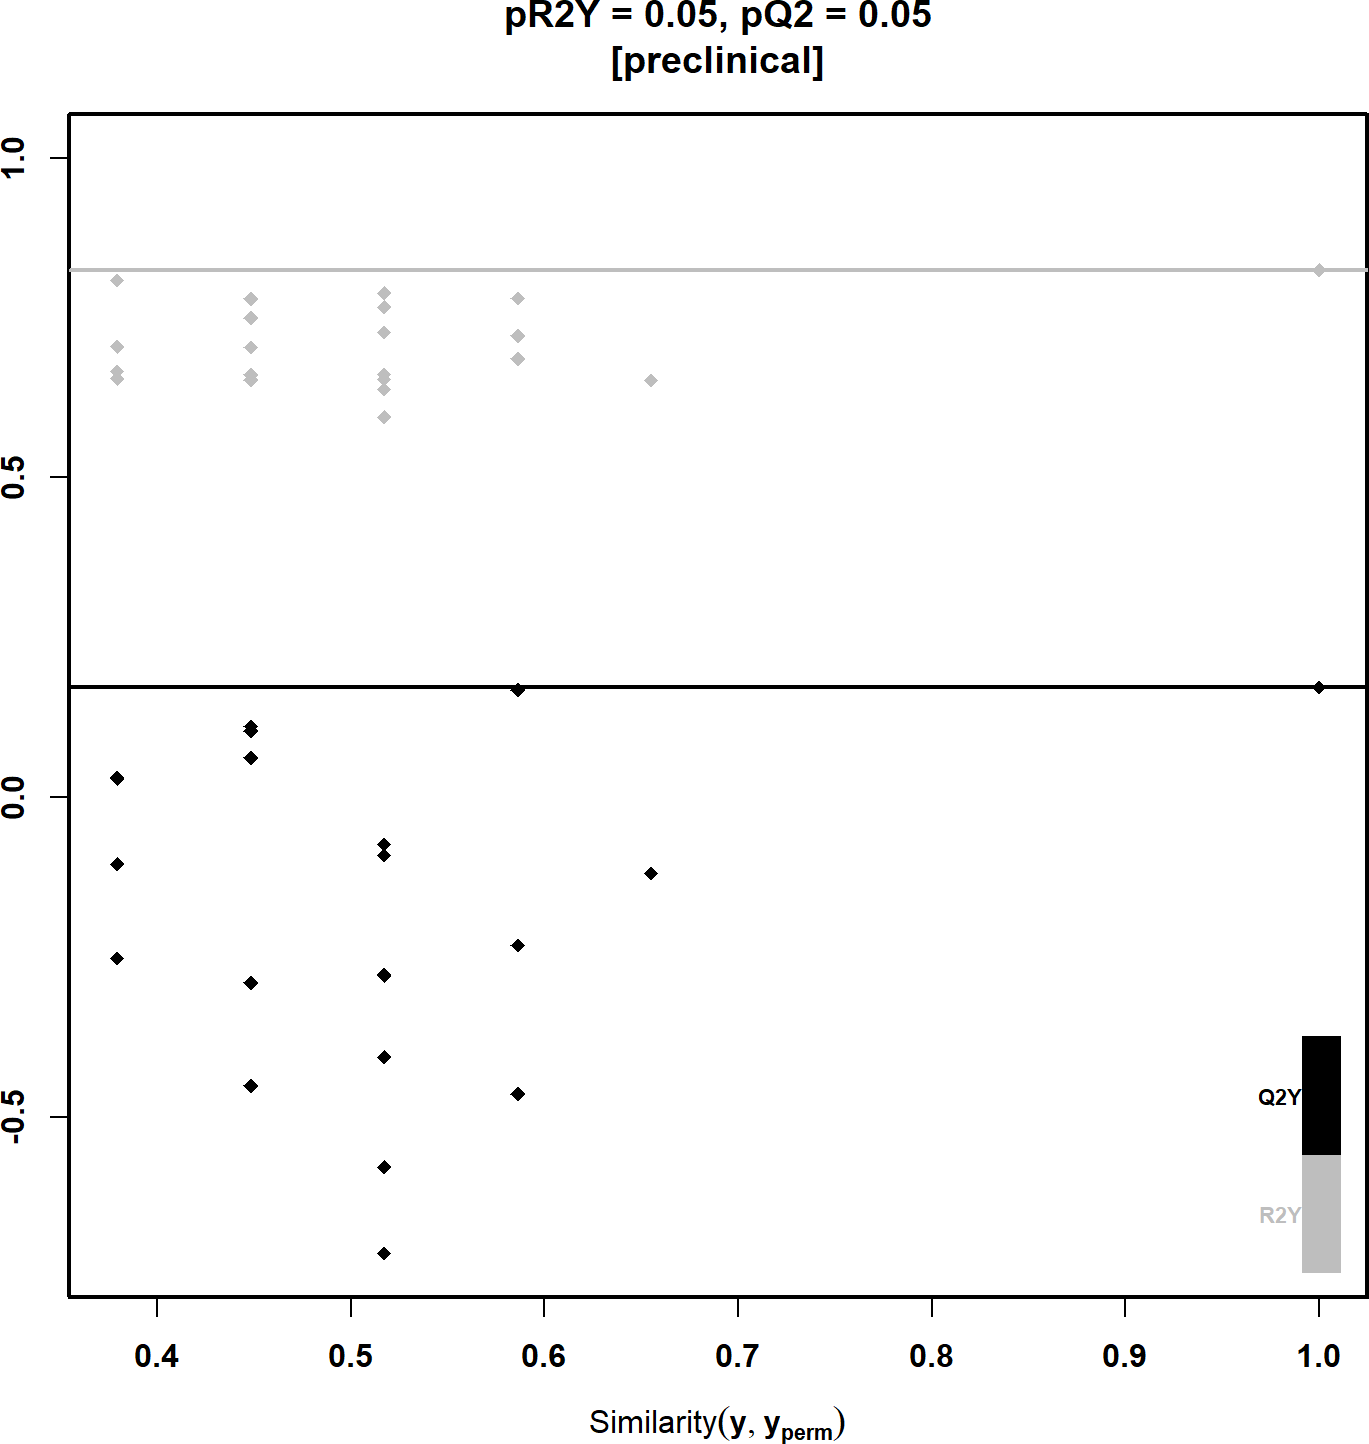 pR2Y = 0.05, pQ2 = 0.05
[preclinical]
1.0
0.5
0.0
-0.5
Q2Y
R2Y
0.4 0.5 0.6 0.7 0.8 0.9 1.0
Similarity(y, yperm)